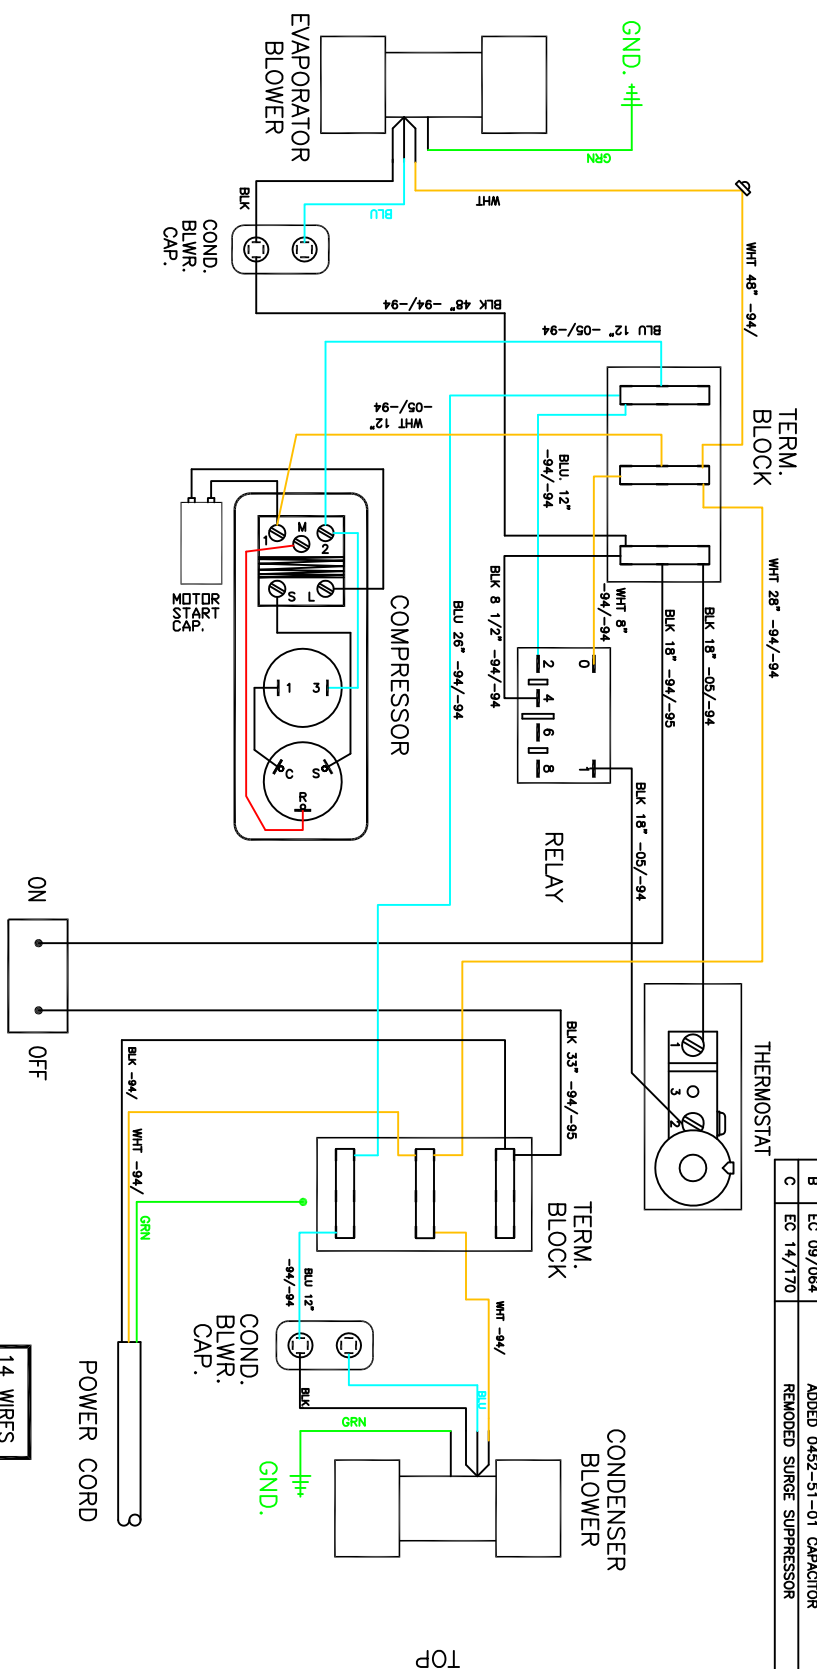 EVAPORATOR
BLOWER
GND.
GRN
WHT
BLU
BLK
COND.
BLWR.
CAP.
WHT 48" -94/
BLK 48" -94/-94
BLU 12" -05/-94
WHT 12"
-05/-94
TERM.
BLOCK
BLU. 12"
-94/-94
WHT 8"
-94/-94
BLK 8 1/2" -94/-94
BLU 26" -94/-94
BLK 18" -94/-95
BLK 18" -05/-94
WHT 28" -94/-94
MOTOR
START
CAP.
COMPRESSOR
1
M
2
S
L
1
3
C
S
R
0
2
4
6
8
1
RELAY
BLK 18" -05/-94
ON
OFF
THERMOSTAT
1
3
2
BLK 33" -94/-95
BLK -94/
WHT -94/
GRN
TERM.
BLOCK
BLU 12"
-94/-94
WHT -94/
COND.
BLWR.
CAP.
BLK
BLU
GRN
GND.
POWER CORD
CONDENSER
BLOWER
B EC 09/064 ADDED 0452-51-01 CAPACITOR
C EC 14/170 REMODED SURGE SUPPRESSOR
14 WIRES
TOP